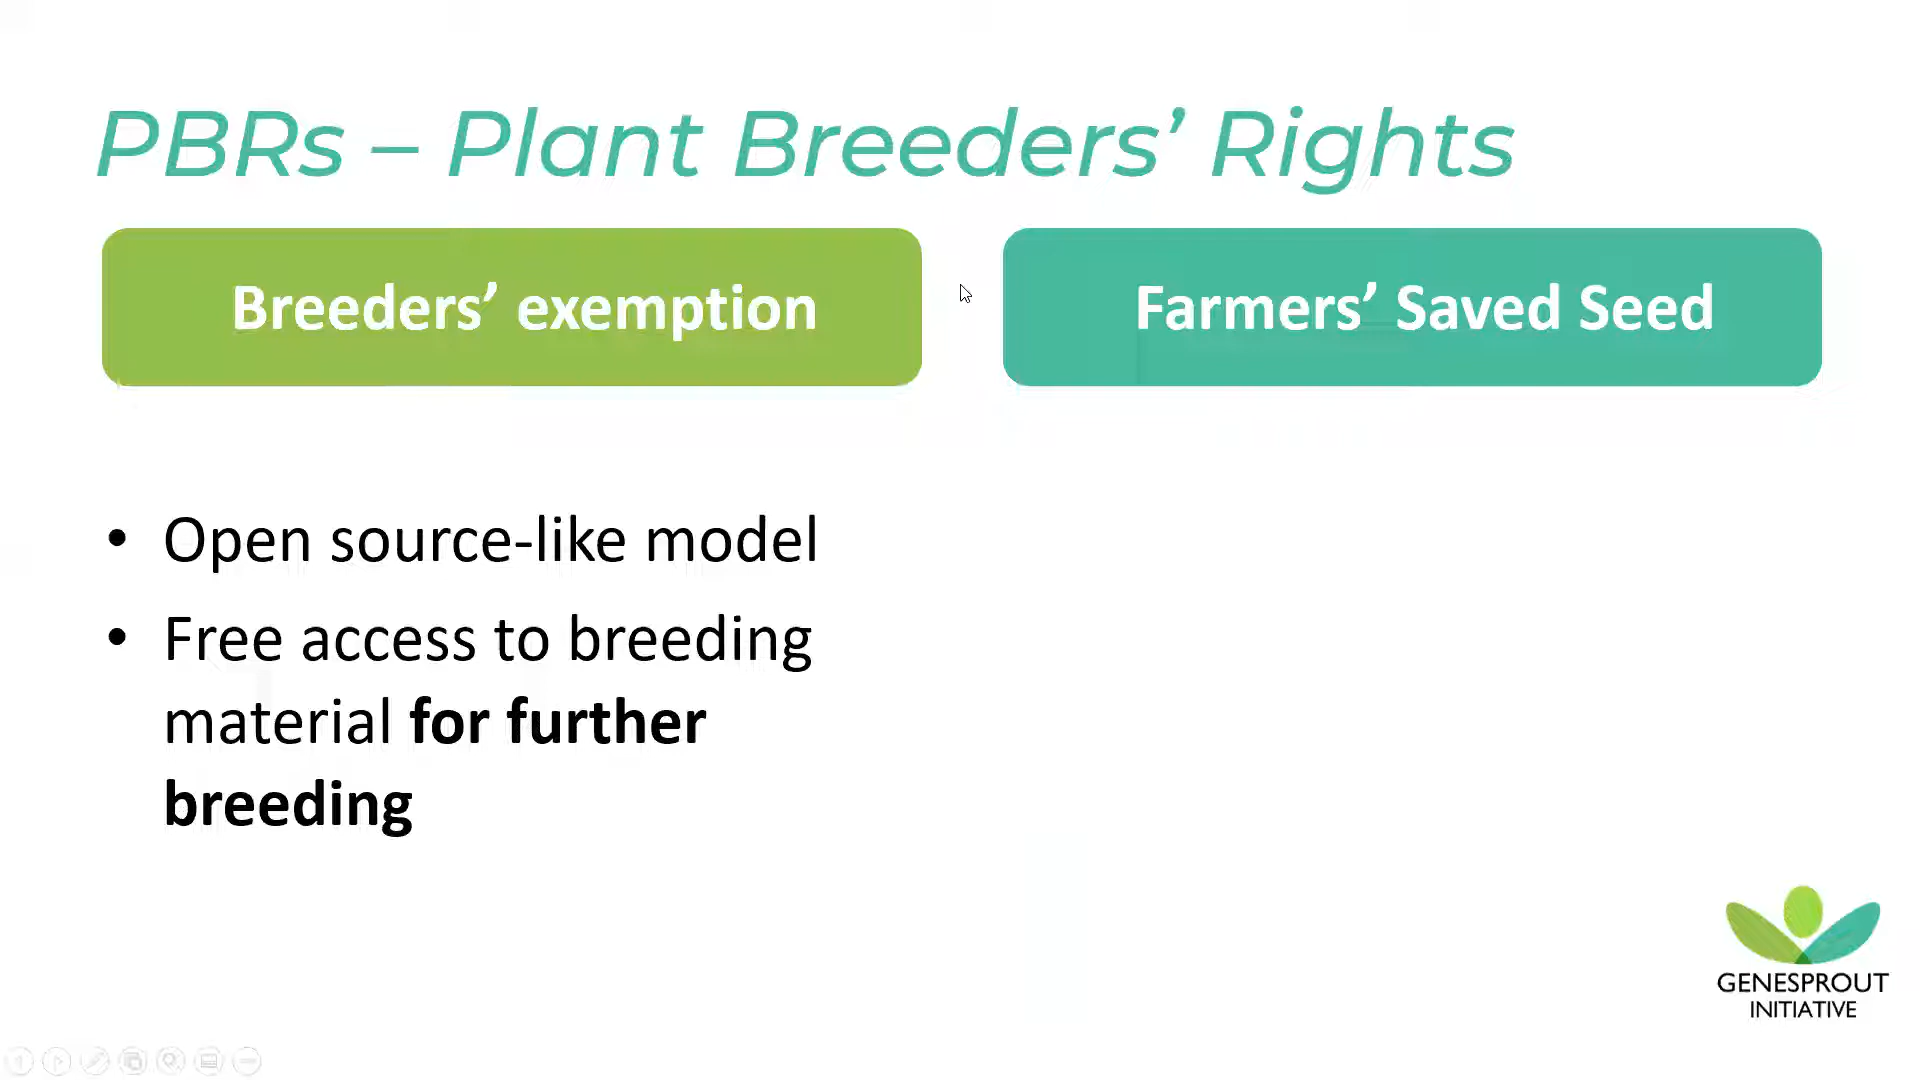 PBRs – Plant Breeders’ Rights
Breeders’ exemption
Farmers’ Saved Seed
• Open source-like model
• Free access to breeding
material for further
breeding
GENESPROUT
INITIATIVE